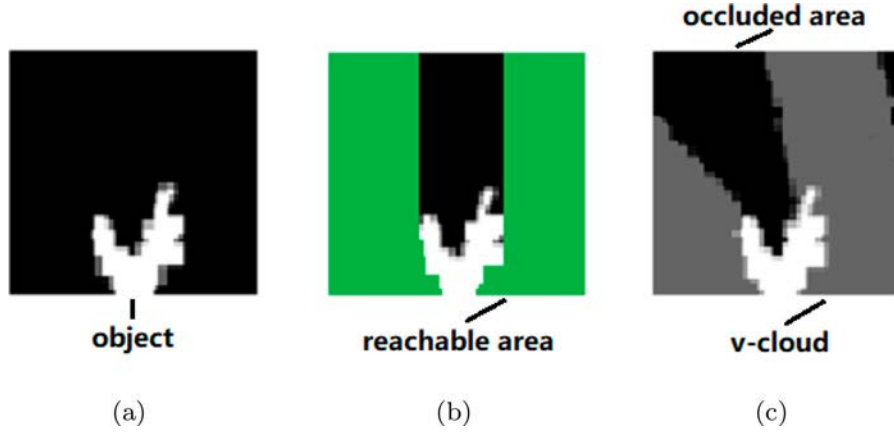 occluded area
object
reachable area
v-cloud
(a)
(b)
(c)